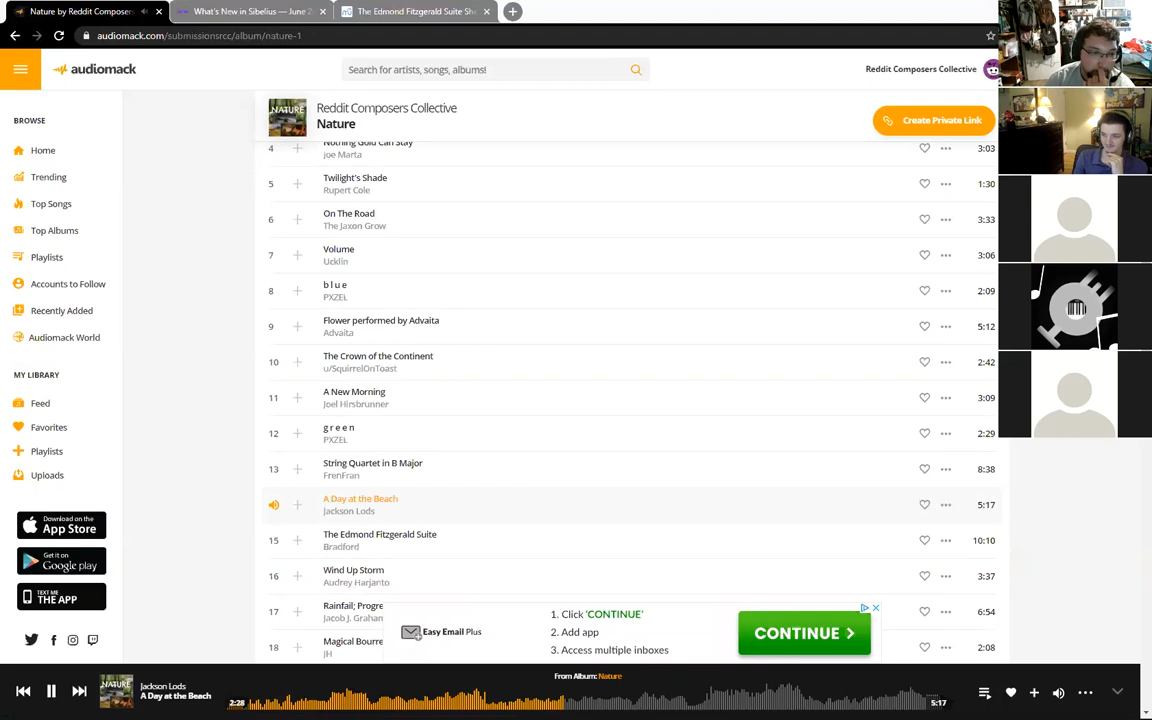 Nature by Reddit Composers
What's New in Sibelius — June 2
The Edmond Fitzgerald Suite She
audiomack.com/submissionsrcc/album/nature-1
audiomack
Search for artists, songs, albums!
Reddit Composers Collective
BROWSE
Home
Trending
Top Songs
Top Albums
Playlists
Accounts to Follow
Recently Added
Audiomack World
MY LIBRARY
Feed
Favorites
Playlists
Uploads
Download on the
App Store
Get it on
Google play
TEXT ME
THE APP
NATURE
Reddit Composers Collective
Nature
Create Private Link
4 Nothing Gold Can Stay 3:03
Joe Marta
5 Twilight's Shade 1:30
Rupert Cole
6 On The Road 3:33
The Jaxon Grow
7 Volume 3:06
Ucklin
8 b l u e 2:09
PXZEL
9 Flower performed by Advaita 5:12
Advaita
10 The Crown of the Continent 2:42
u/SquirrelOnToast
11 A New Morning 3:09
Joel Hirsbrunner
12 g r e e n 2:29
PXZEL
13 String Quartet in B Major 8:38
FrenFran
A Day at the Beach 5:17
Jackson Lods
15 The Edmond Fitzgerald Suite 10:10
Bradford
16 Wind Up Storm 3:37
Audrey Harjanto
17 Rainfall; Progre 6:54
Jacob J. Graham
18 Magical Bourre 2:08
JH
Easy Email Plus
1. Click 'CONTINUE'
2. Add app
3. Access multiple inboxes
CONTINUE
NATURE
Jackson Lods
A Day at the Beach
From Album: Nature
2:28
5:17